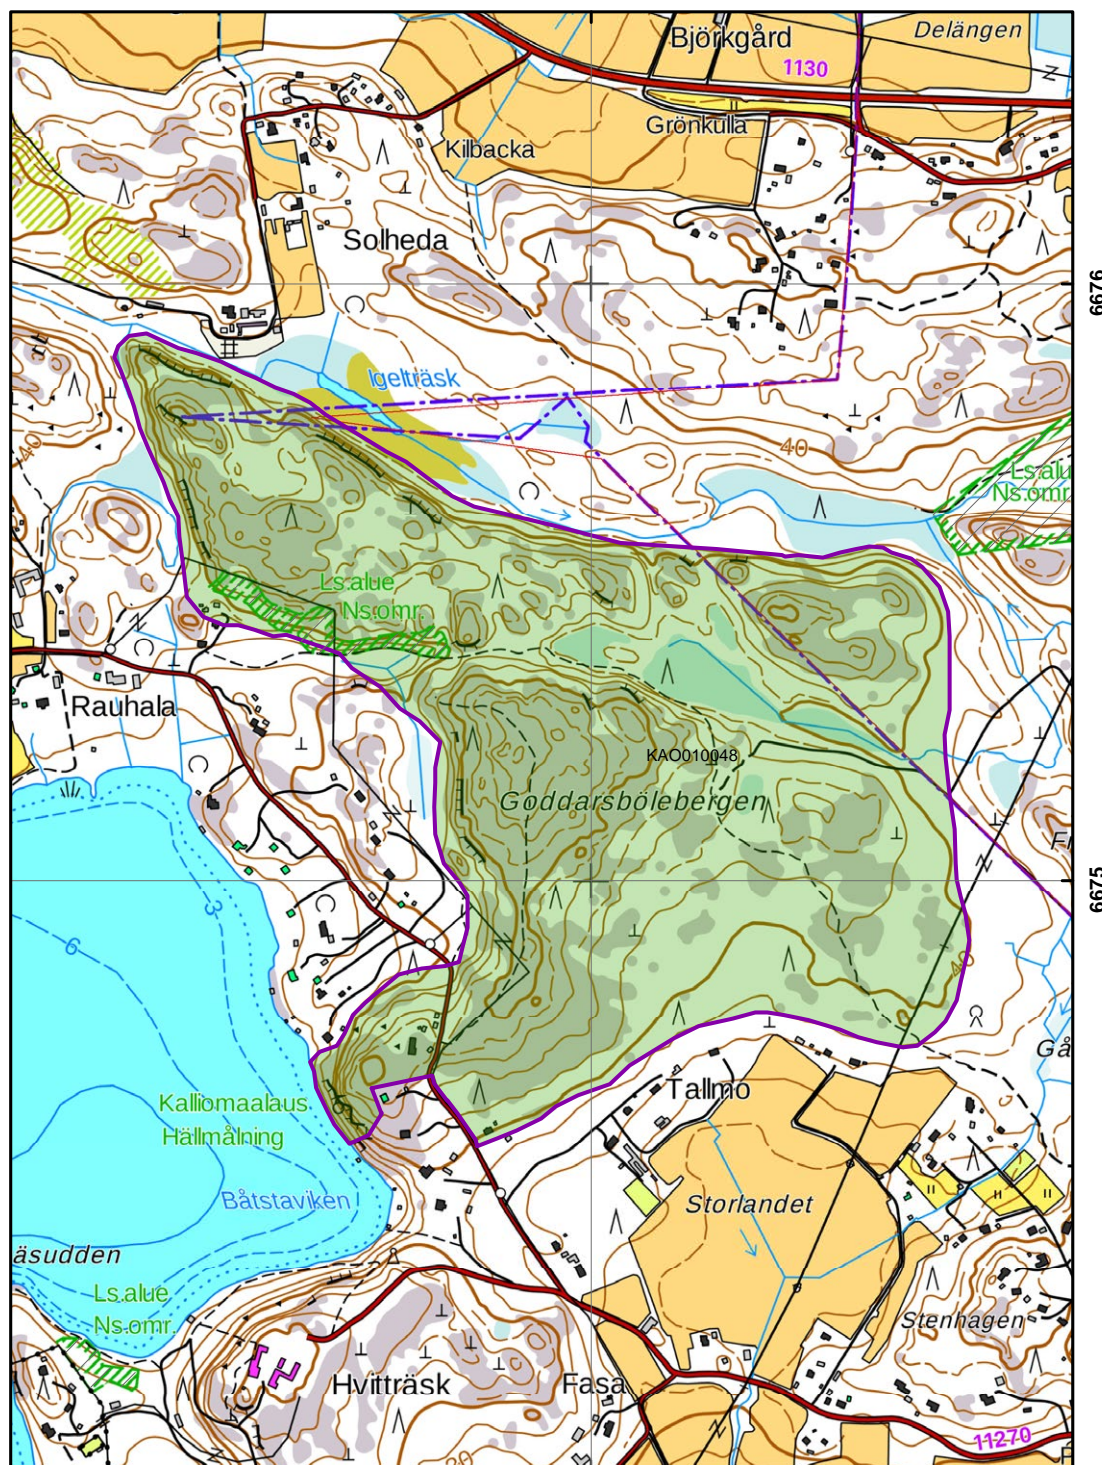 Björkgård
Delängen
1130
Grönkulla
Kilbacka
Solheda
6676
Igelträsk
40
40
Ls.alue
Ns.omr.
Ls.alue
Ns.omr.
Rauhala
KAO010048
Goddarsbölebergen
6675
3
6
40
Kalliomaalaus
Hällmålning
Tallmo
Båtstaviken
Storlandet
äsudden
Ls.alue
Ns.omr.
Stenhagen
Hvitträsk
Fasa
11270